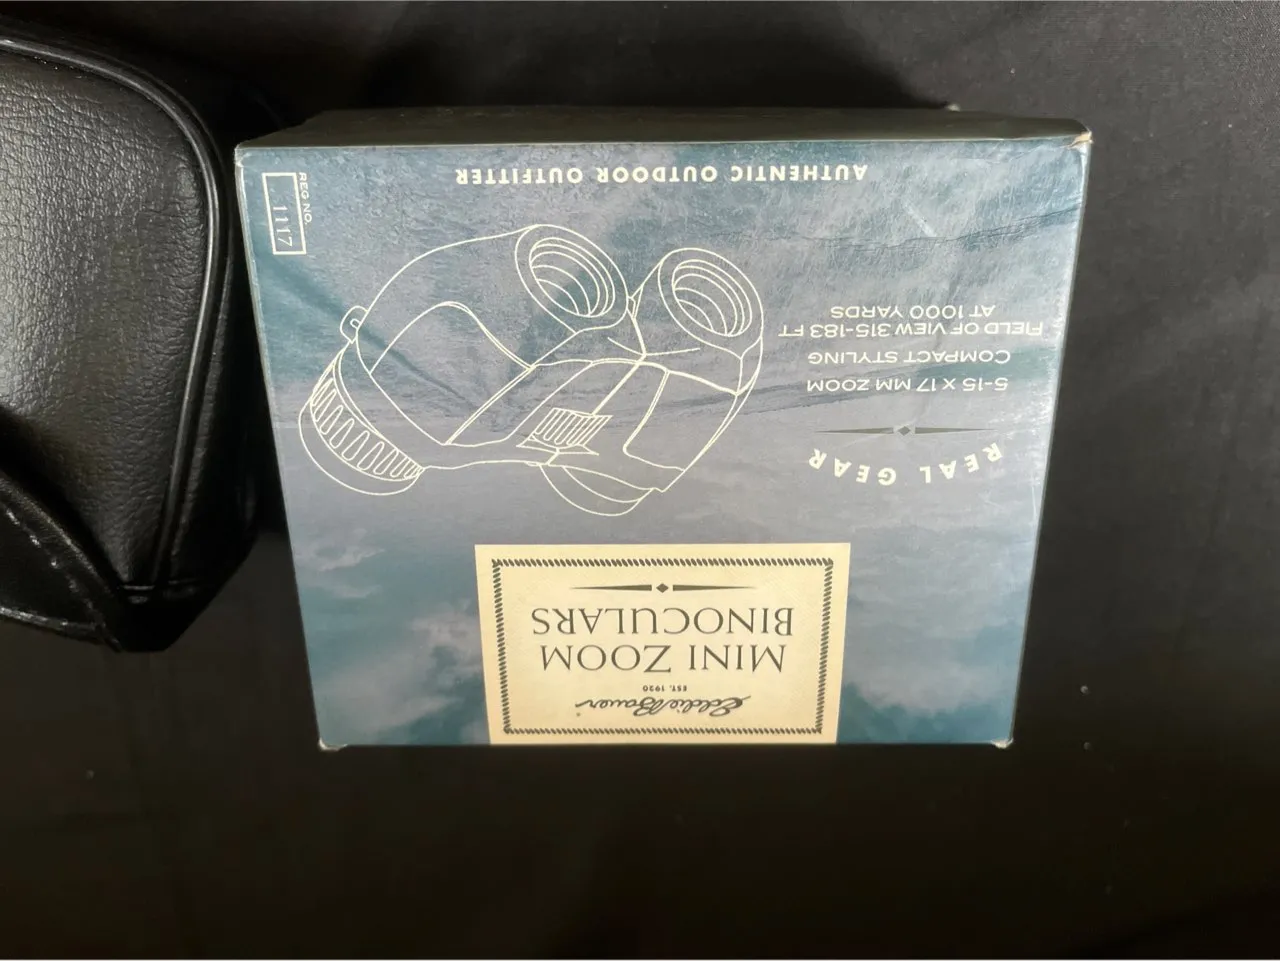 Eddie Bauer
EST. 1920
MINI ZOOM
BINOCULARS
REAL GEAR
5-15 X 17 MM ZOOM
COMPACT STYLING
FIELD OF VIEW 315-183 FT
AT 1000 YARDS
AUTHENTIC OUTDOOR OUTFITTER
REG NO.
1117